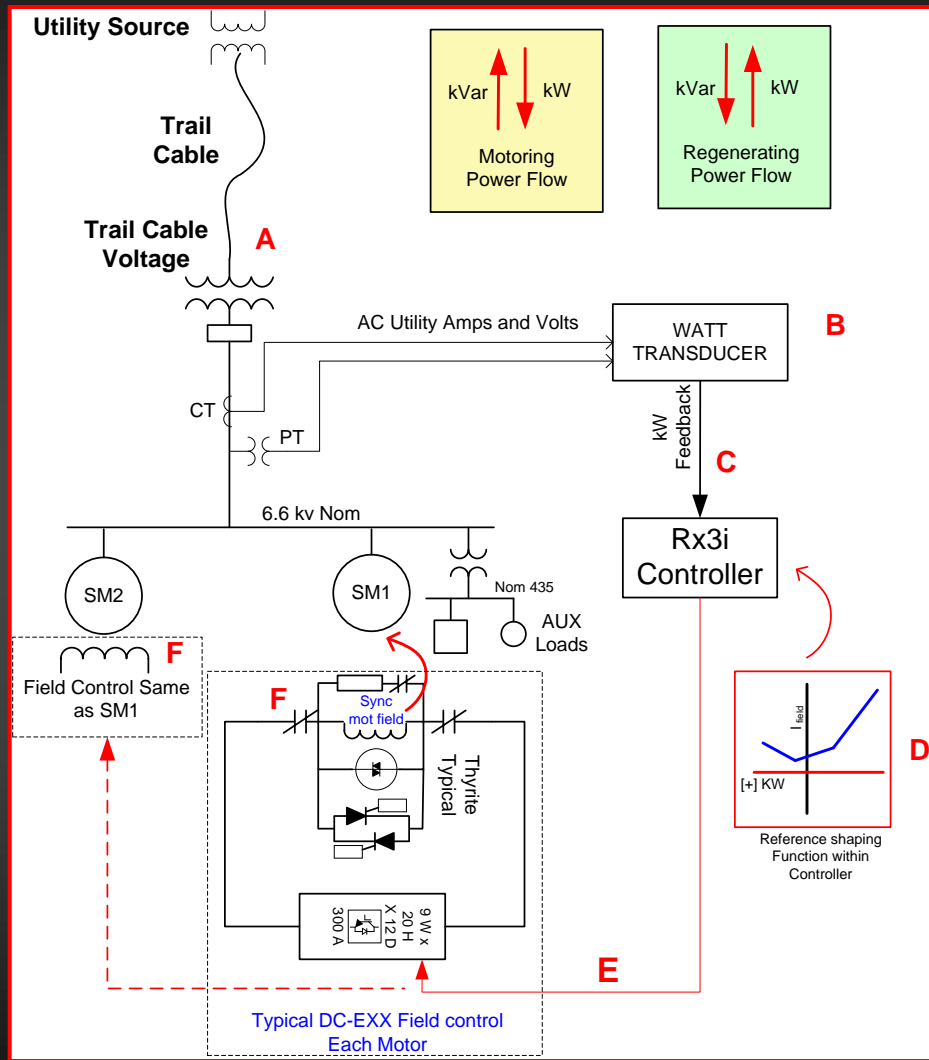 Utility Source
Trail
Cable
Trail Cable
Voltage
A
kVar
kW
Motoring
Power Flow
kVar
kW
Regenerating
Power Flow
AC Utility Amps and Volts
WATT
TRANSDUCER
B
CT
PT
kW
Feedback
C
6.6 kv Nom
Rx3i
Controller
SM2
SM1
Nom 435
AUX
Loads
F
Field Control Same
as SM1
F
Sync
mot field
Thyrite
Typical
I field
[+] KW
D
Reference shaping
Function within
Controller
9 W x
20 H
X 12 D
300 A
E
Typical DC-EXX Field control
Each Motor